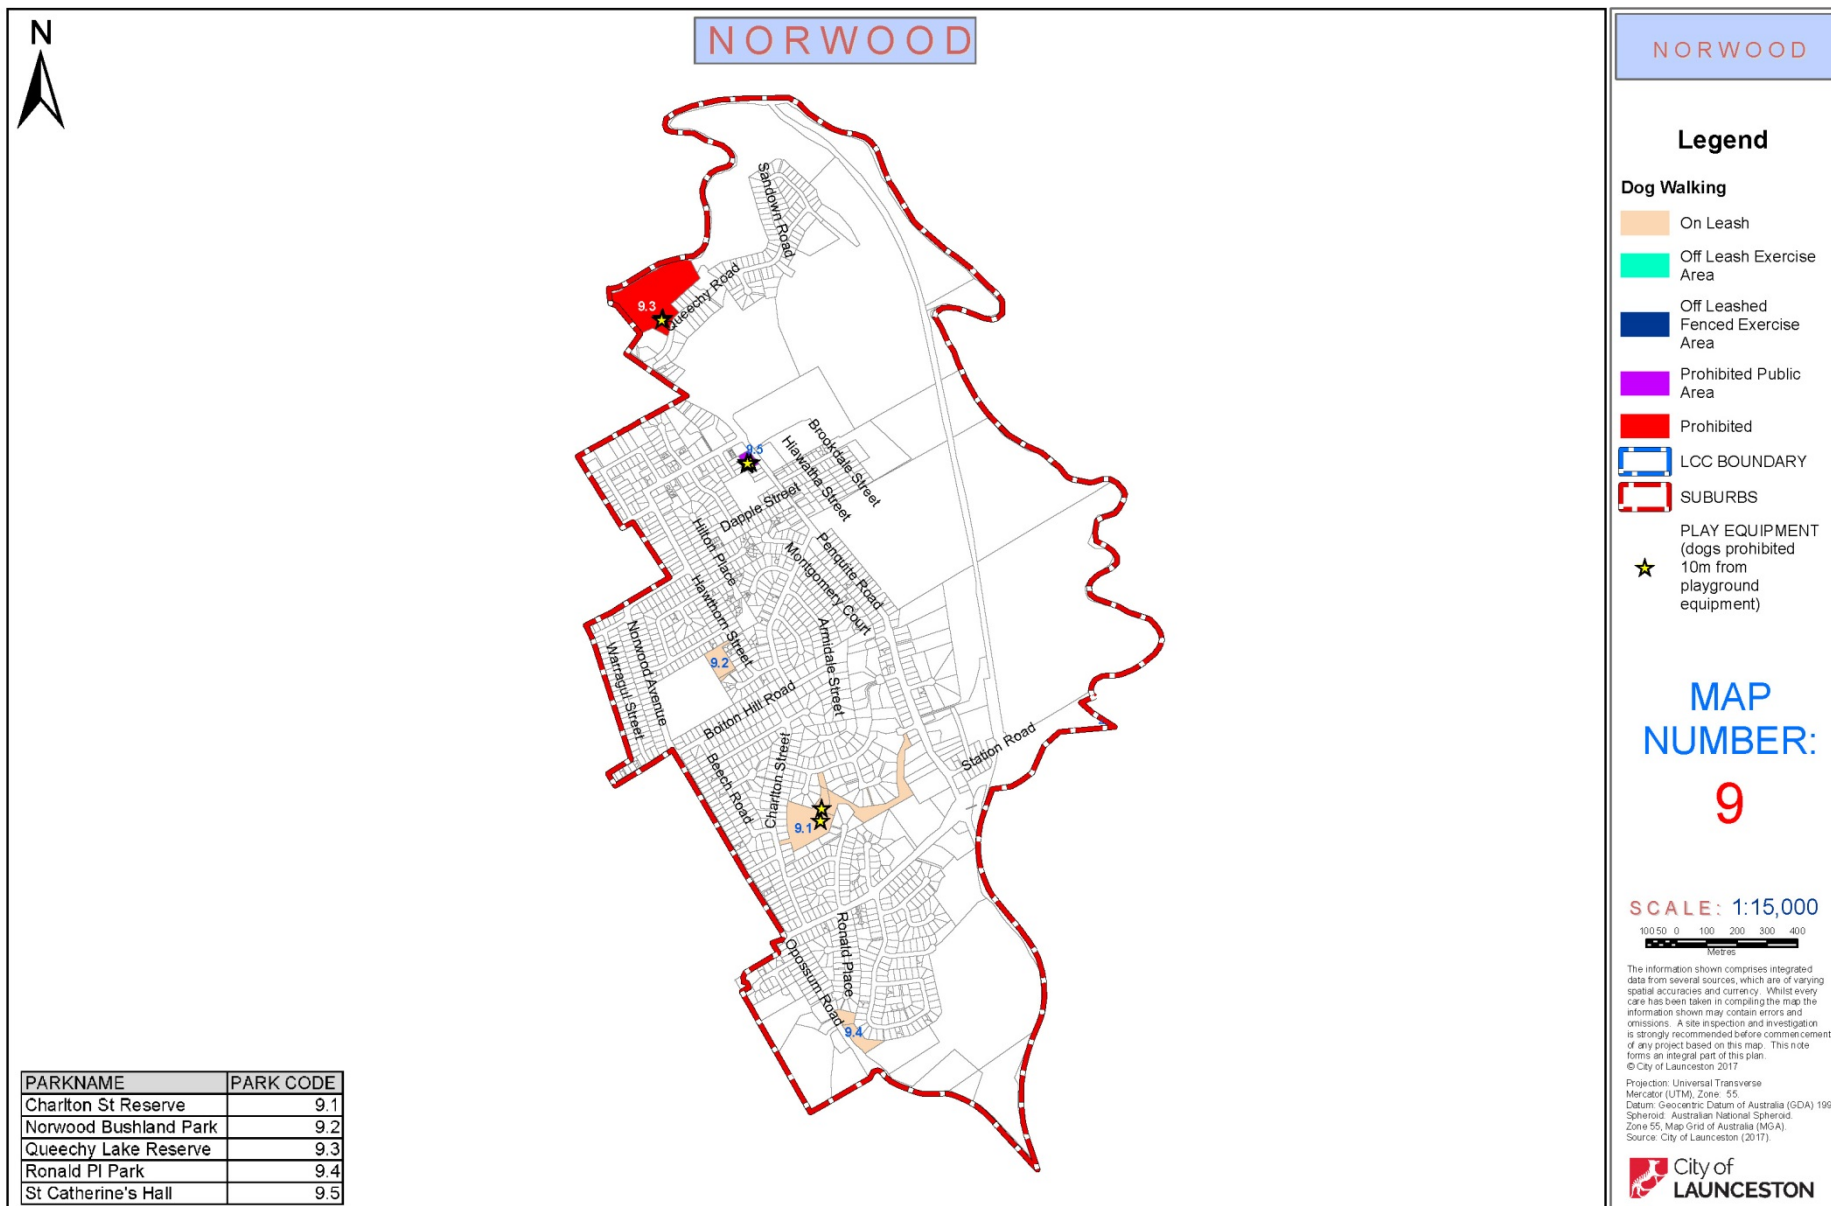 N
NORWOOD
NORWOOD
Legend
Dog Walking
On Leash
Off Leash Exercise
Area
Off Leashed
Fenced Exercise
Area
Prohibited Public
Area
Prohibited
LCC BOUNDARY
SUBURBS
PLAY EQUIPMENT
(dogs prohibited
10m from
playground
equipment)
MAP
NUMBER:
9
SCALE: 1:15,000
100 50 0 100 200 300 400
Metres
The information shown comprises integrated
data from several sources, which are of varying
spatial accuracies and currency. Whilst every
care has been taken in compiling the map the
information shown may contain errors and
omissions. A site inspection and investigation
is strongly recommended before commencement
of any project based on this map. This note
forms an integral part of this plan.
© City of Launceston 2017
Projection: Universal Transverse
Mercator (UTM), Zone: 55.
Datum: Geocentric Datum of Australia (GDA) 199
Spheroid: Australian National Spheroid.
Zone 55, Map Grid of Australia (MGA).
Source: City of Launceston (2017).
City of
LAUNCESTON
Sandown Road
Queechy Road
9.3
9.5
Brookdale Street
Hiawatha Street
Dapple Street
Hilton Place
Penquite Road
Montgomery Court
Hawthorn Street
Armidale Street
Norwood Avenue
Warragul Street
9.2
Bolton Hill Road
Station Road
Charlton Street
Beech Road
9.1
Ronald Place
Opossum Road
9.4
PARKNAME PARK CODE
Charlton St Reserve 9.1
Norwood Bushland Park 9.2
Queechy Lake Reserve 9.3
Ronald Pl Park 9.4
St Catherine's Hall 9.5